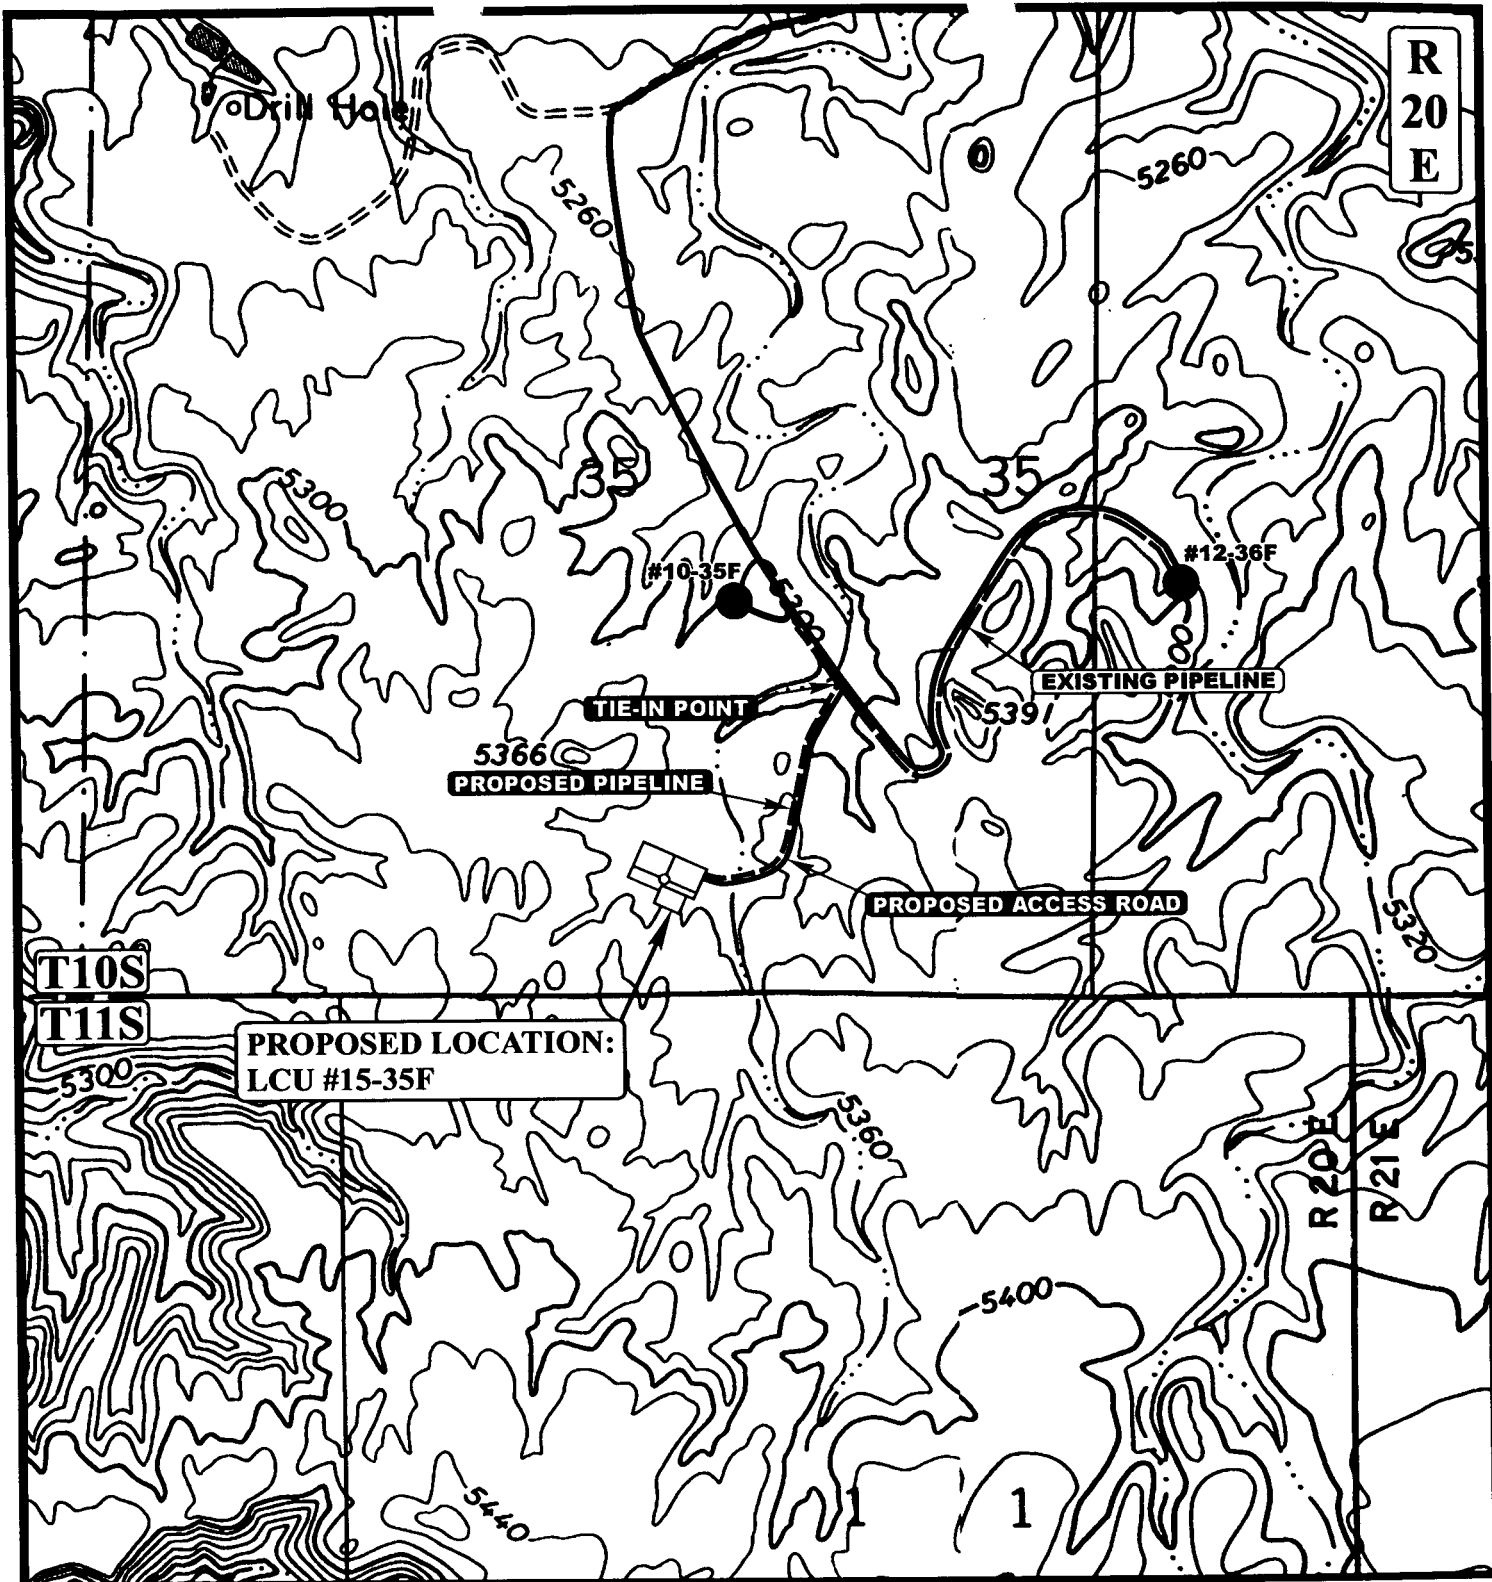 R
20
E
Drill Hole
5260
5260
35
35
5300
#10-35F
#12-36F
5300
EXISTING PIPELINE
TIE-IN POINT
539
5366
PROPOSED PIPELINE
PROPOSED ACCESS ROAD
5320
T10S
T11S
PROPOSED LOCATION:
LCU #15-35F
5300
5360
R 20 E
R 21 E
5400
5440
1
1